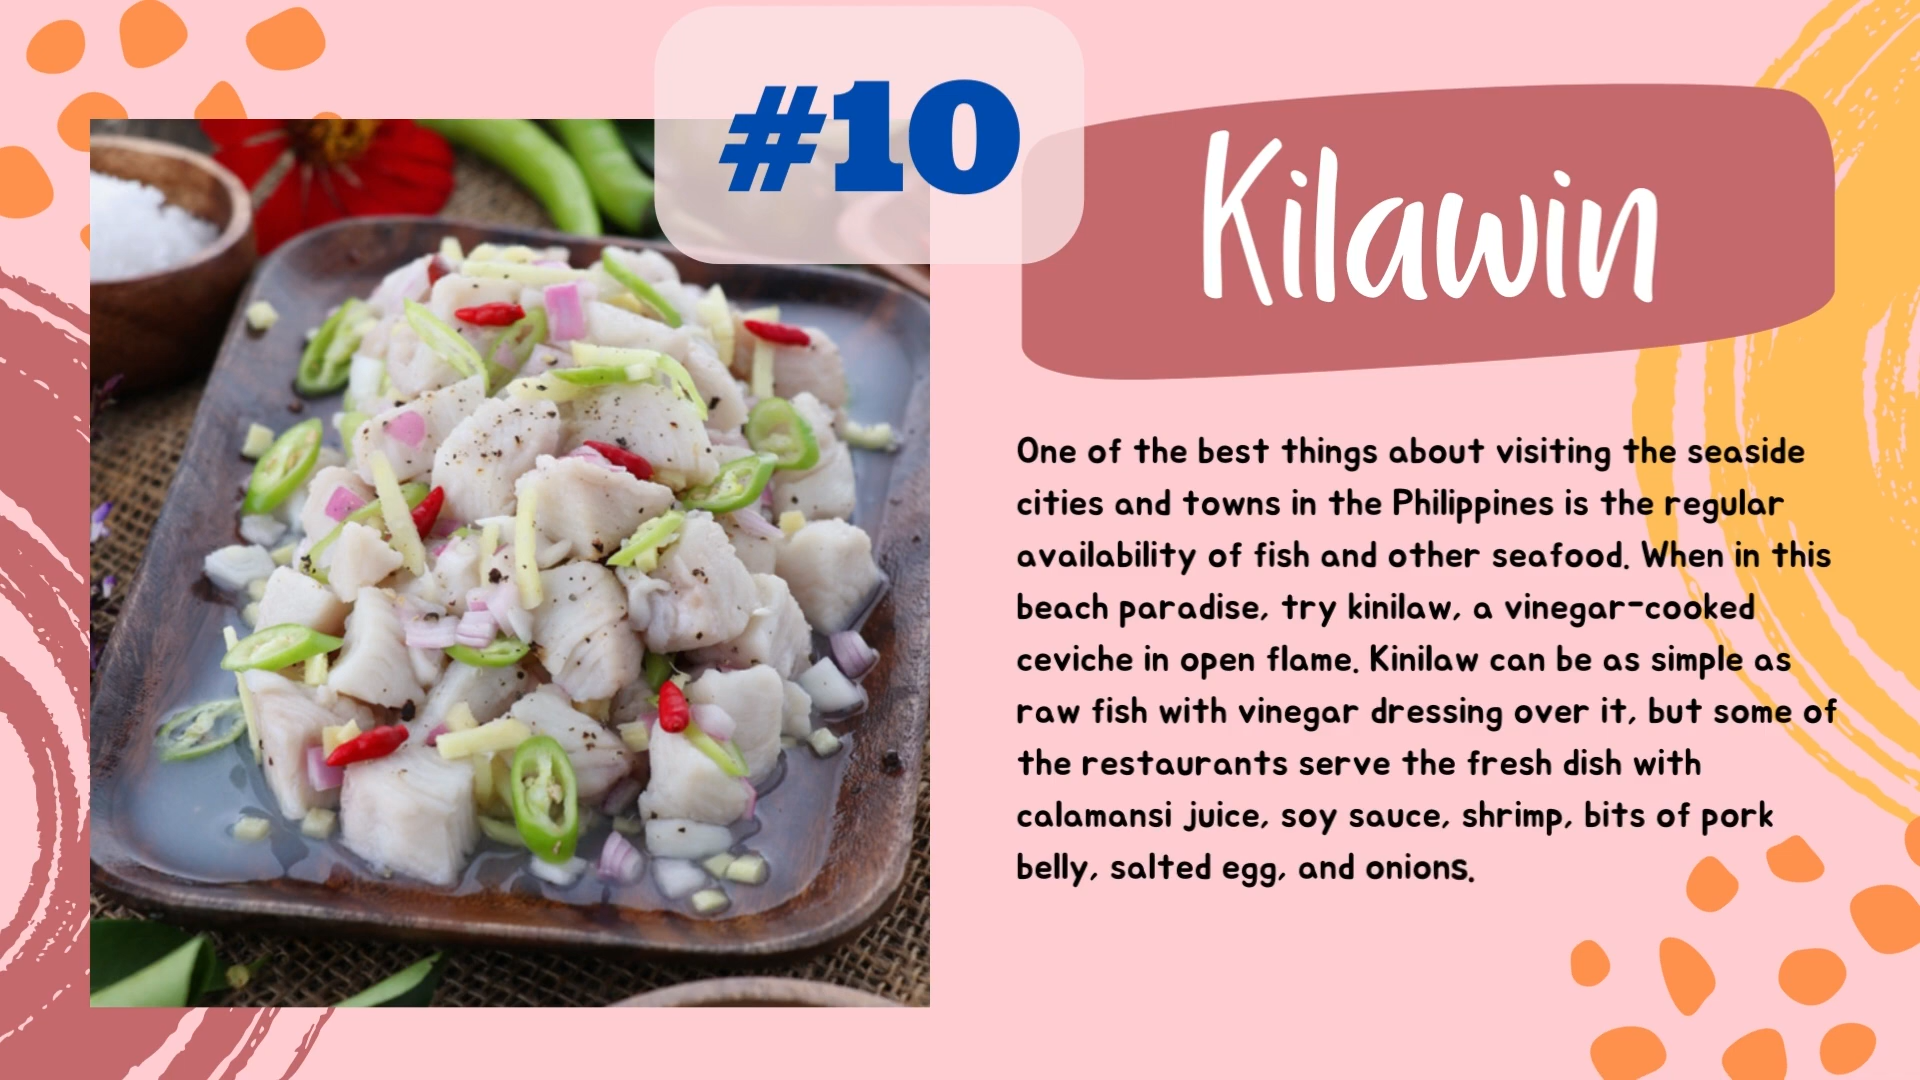 #10
Kilawin
One of the best things about visiting the seaside
cities and towns in the Philippines is the regular
availability of fish and other seafood. When in this
beach paradise, try kinilaw, a vinegar-cooked
ceviche in open flame. Kinilaw can be as simple as
raw fish with vinegar dressing over it, but some of
the restaurants serve the fresh dish with
calamansi juice, soy sauce, shrimp, bits of pork
belly, salted egg, and onions.